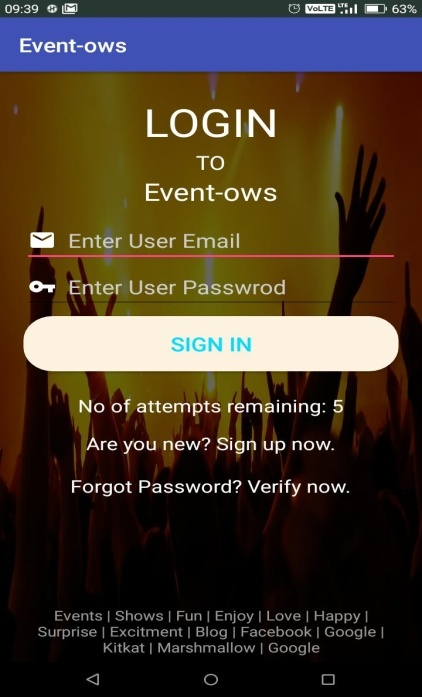 09:39 VoLTE LTE 63%
Event-ows
LOGIN
TO
Event-ows
Enter User Email
Enter User Passwrod
SIGN IN
No of attempts remaining: 5
Are you new? Sign up now.
Forgot Password? Verify now.
Events | Shows | Fun | Enjoy | Love | Happy |
Surprise | Excitment | Blog | Facebook | Google |
Kitkat | Marshmallow | Google